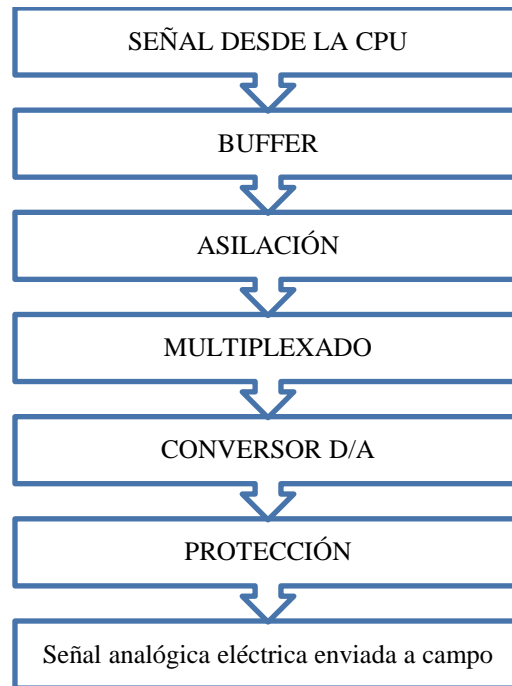 SEÑAL DESDE LA CPU
BUFFER
ASILACIÓN
MULTIPLEXADO
CONVERSOR D/A
PROTECCIÓN
Señal analógica eléctrica enviada a campo